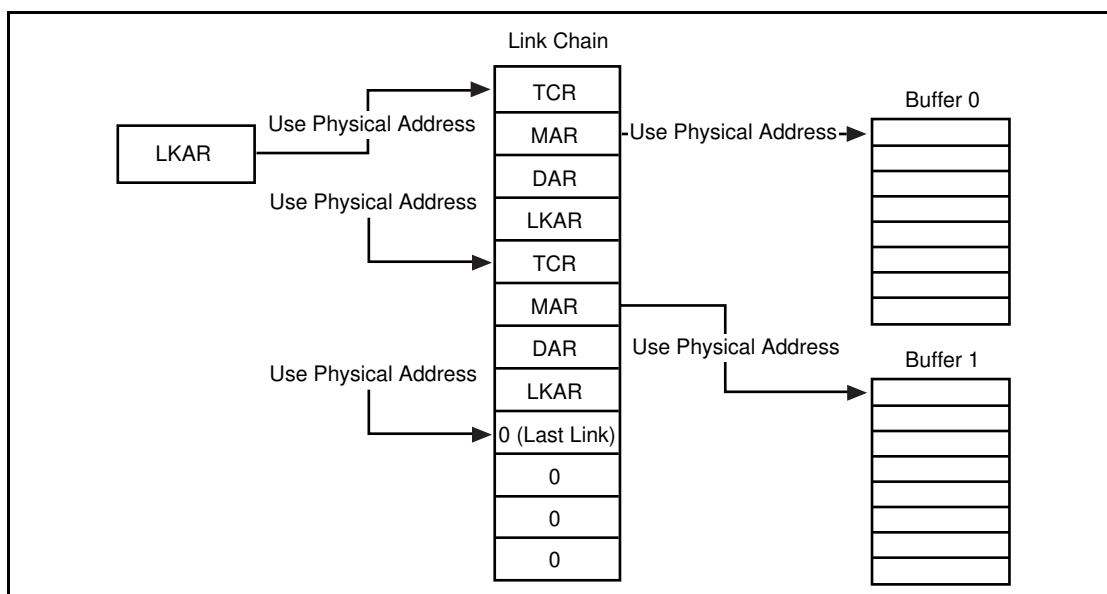 Link Chain
TCR
Buffer 0
Use Physical Address
MAR
Use Physical Address
LKAR
DAR
Use Physical Address
LKAR
TCR
MAR
Use Physical Address
DAR
Buffer 1
Use Physical Address
LKAR
0 (Last Link)
0
0
0